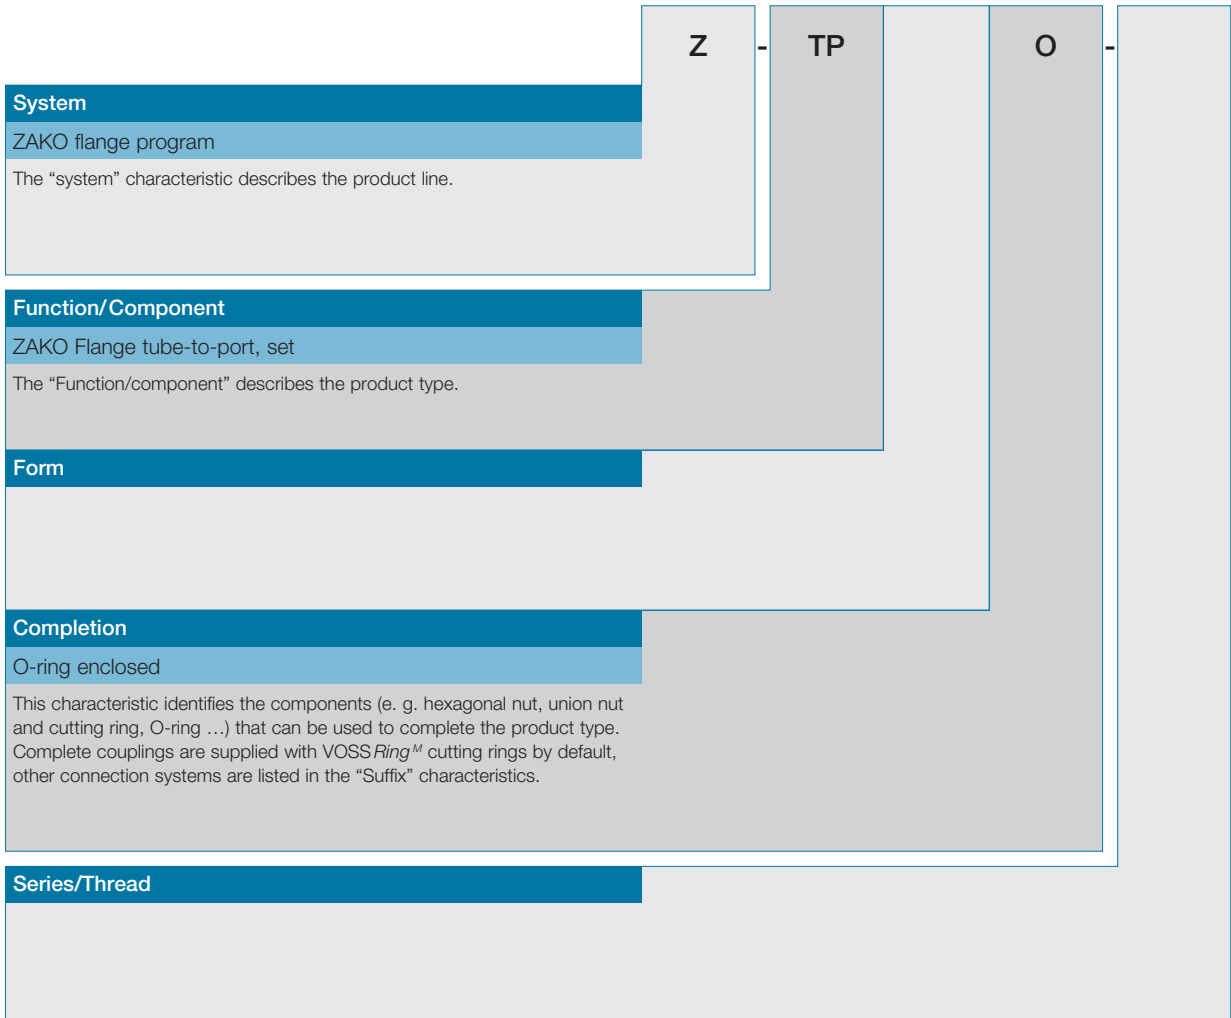 Z - TP O -
System
ZAKO flange program
The “system” characteristic describes the product line.
Function/Component
ZAKO Flange tube-to-port, set
The “Function/component” describes the product type.
Form
Completion
O-ring enclosed
This characteristic identifies the components (e. g. hexagonal nut, union nut
and cutting ring, O-ring …) that can be used to complete the product type.
Complete couplings are supplied with VOSSRingᴹ cutting rings by default,
other connection systems are listed in the “Suffix” characteristics.
Series/Thread